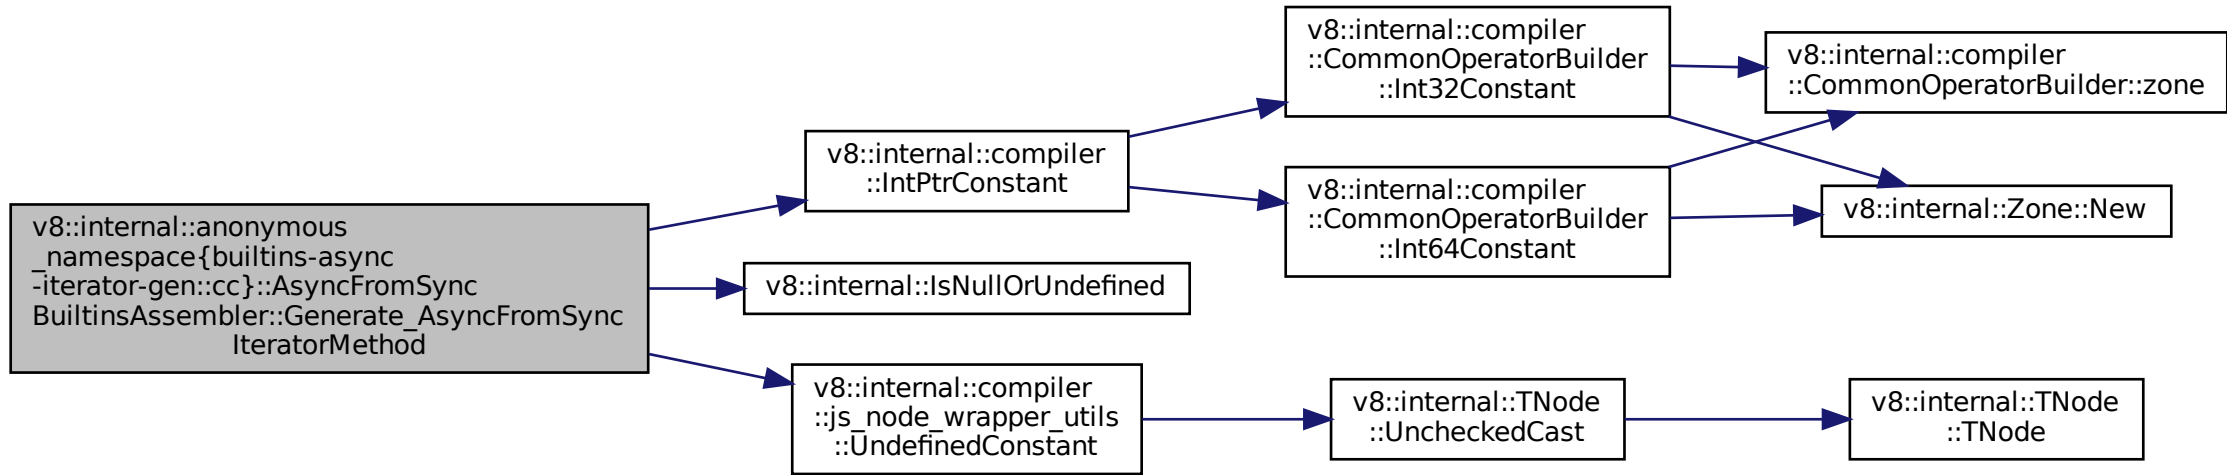 v8::internal::anonymous
_namespace{builtins-async
-iterator-gen::cc}::AsyncFromSync
BuiltinsAssembler::Generate_AsyncFromSync
IteratorMethod
v8::internal::compiler
::IntPtrConstant
v8::internal::IsNullOrUndefined
v8::internal::compiler
::js_node_wrapper_utils
::UndefinedConstant
v8::internal::compiler
::CommonOperatorBuilder
::Int32Constant
v8::internal::compiler
::CommonOperatorBuilder
::Int64Constant
v8::internal::TNode
::UncheckedCast
v8::internal::compiler
::CommonOperatorBuilder::zone
v8::internal::Zone::New
v8::internal::TNode
::TNode